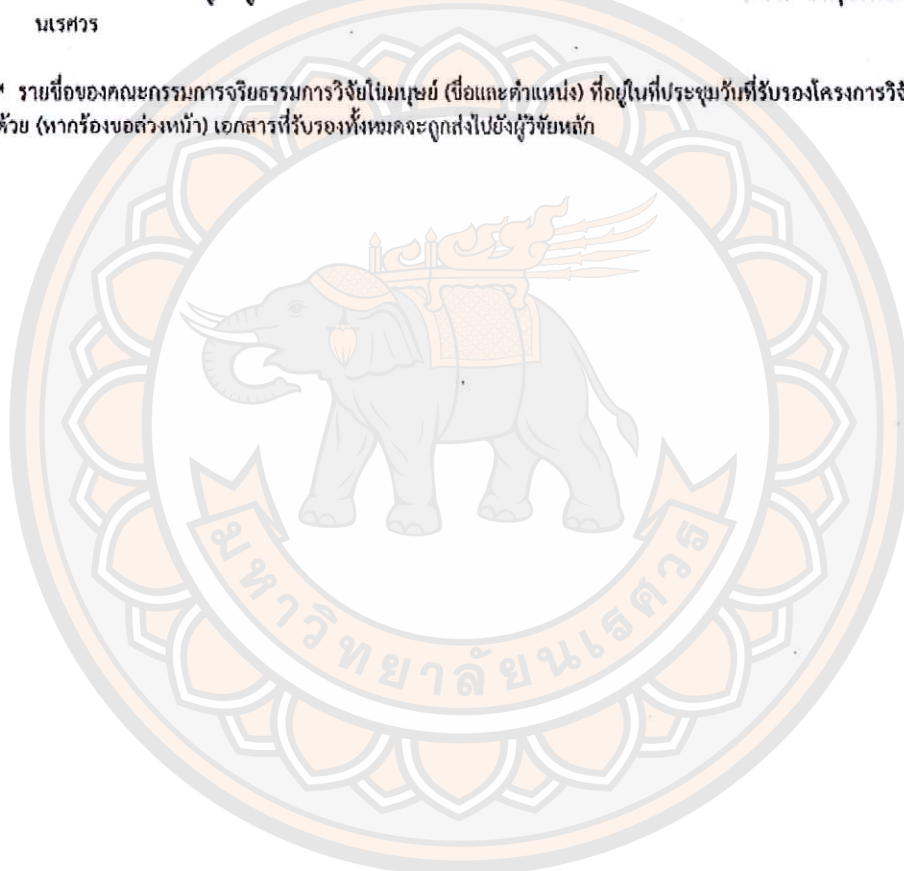 นเรศวร
* รายชื่อของคณะกรรมการจริยธรรมการวิจัยในมนุษย์ (ชื่อและตำแหน่ง) ที่อยู่ในที่ประชุมวันที่รับรองโครงการวิจั
ด้วย (หากร้องขอล่วงหน้า) เอกสารที่รับรองทั้งหมดจะถูกส่งไปยังผู้วิจัยหลัก
มหาวิทยาลัยนเรศวร